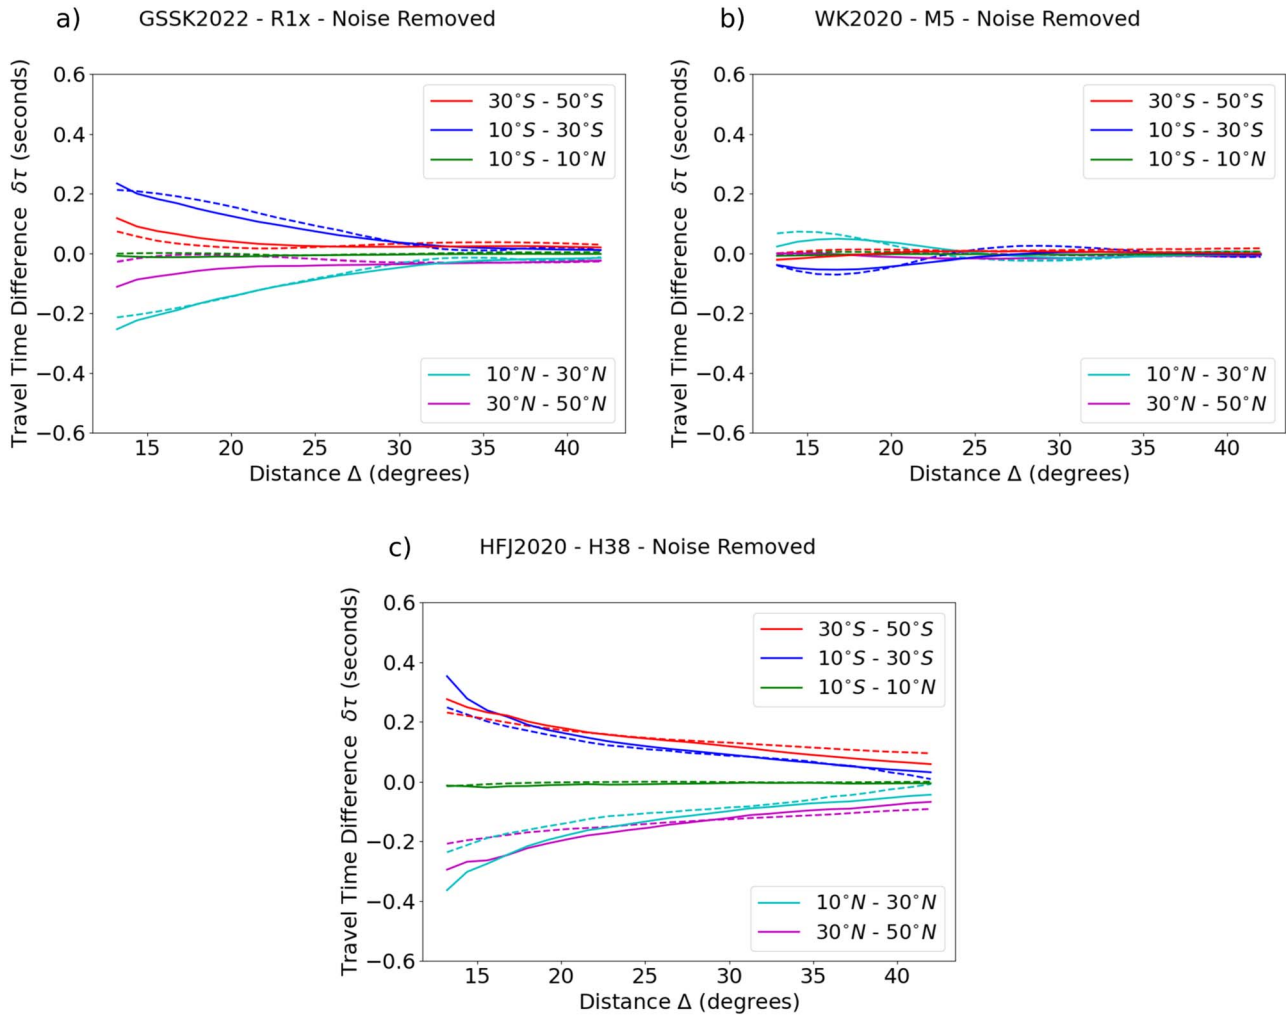 a) GSSK2022 - R1x - Noise Removed
Travel Time Difference δτ (seconds)
0.6
0.4
0.2
0.0
−0.2
−0.4
−0.6
30°S - 50°S
10°S - 30°S
10°S - 10°N
10°N - 30°N
30°N - 50°N
15 20 25 30 35 40
Distance Δ (degrees)
b) WK2020 - M5 - Noise Removed
Travel Time Difference δτ (seconds)
0.6
0.4
0.2
0.0
−0.2
−0.4
−0.6
30°S - 50°S
10°S - 30°S
10°S - 10°N
10°N - 30°N
30°N - 50°N
15 20 25 30 35 40
Distance Δ (degrees)
c) HFJ2020 - H38 - Noise Removed
Travel Time Difference δτ (seconds)
0.6
0.4
0.2
0.0
−0.2
−0.4
−0.6
30°S - 50°S
10°S - 30°S
10°S - 10°N
10°N - 30°N
30°N - 50°N
15 20 25 30 35 40
Distance Δ (degrees)